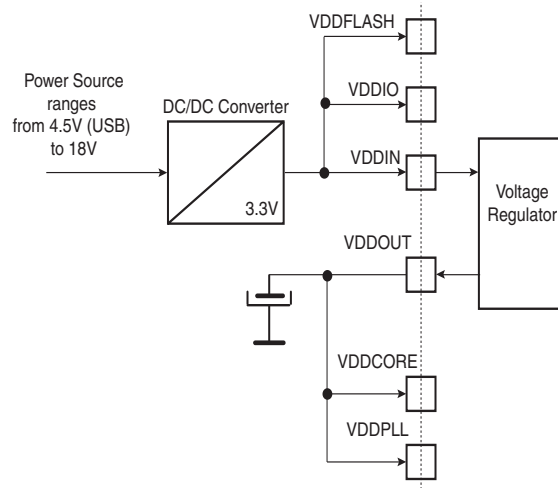 VDDFLASH
Power Source
ranges
from 4.5V (USB)
to 18V
DC/DC Converter
VDDIO
VDDIN
3.3V
Voltage
Regulator
VDDOUT
VDDCORE
VDDPLL